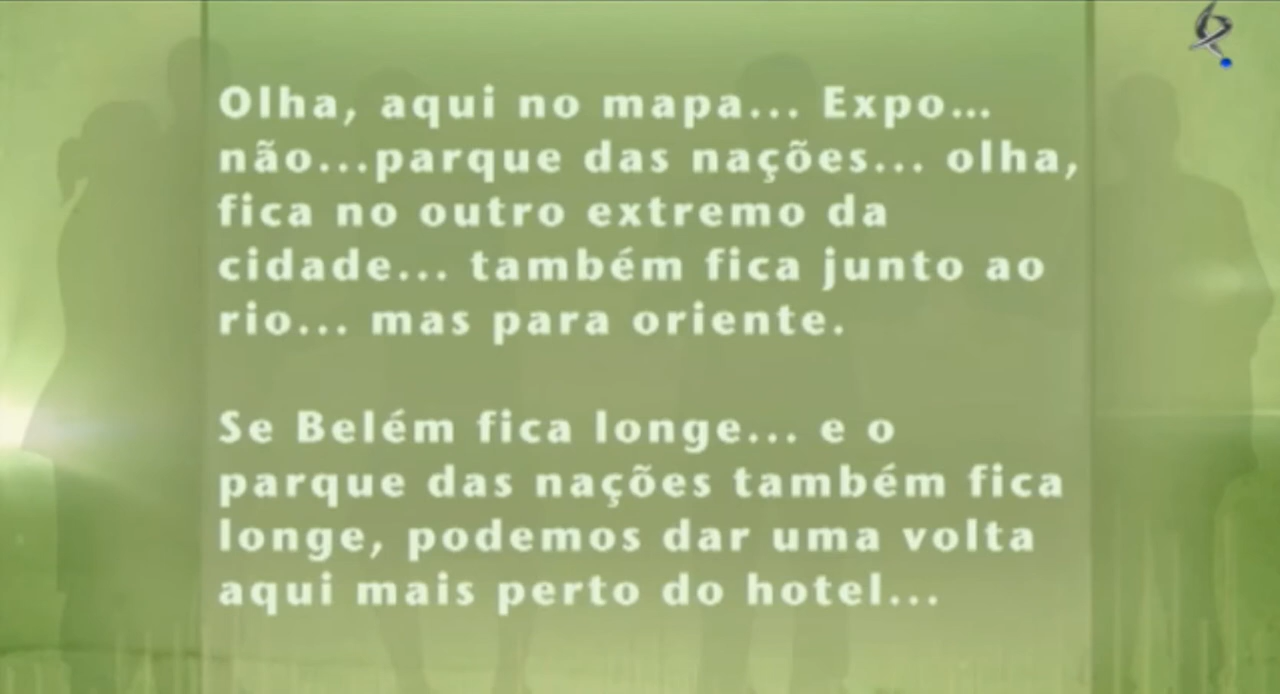 Olha, aqui no mapa... Expo...
não...parque das nações... olha,
fica no outro extremo da
cidade... também fica junto ao
rio... mas para oriente.
Se Belém fica longe... e o
parque das nações também fica
longe, podemos dar uma volta
aqui mais perto do hotel...